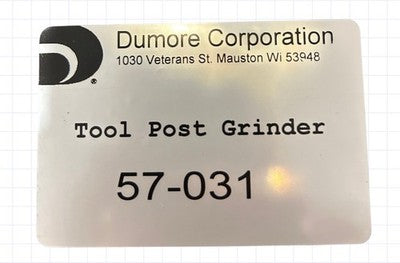 Dumore Corporation
1030 Veterans St. Mauston Wi 53948
Tool Post Grinder
57-031